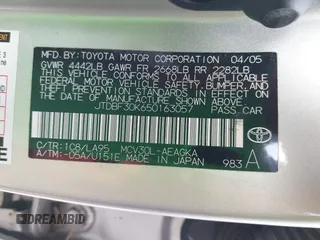 MFD. BY: TOYOTA MOTOR CORPORATION 04/05
GVWR 4442LB GAWR FR 2668LB RR 2282LB
THIS VEHICLE CONFORMS TO ALL APPLICABLE
FEDERAL MOTOR VEHICLE SAFETY, BUMPER, AND
THEFT PREVENTION STANDARDS IN EFFECT ON
THE DATE OF MANUFACTURE SHOWN ABOVE.
JTDBF30K650163057
PASS. CAR
C/TR:1C8/LA95 MCV30L-AEAGKA
A/TM:-05A/U151E MADE IN JAPAN
983 A
TOYOTA
DREAMBID